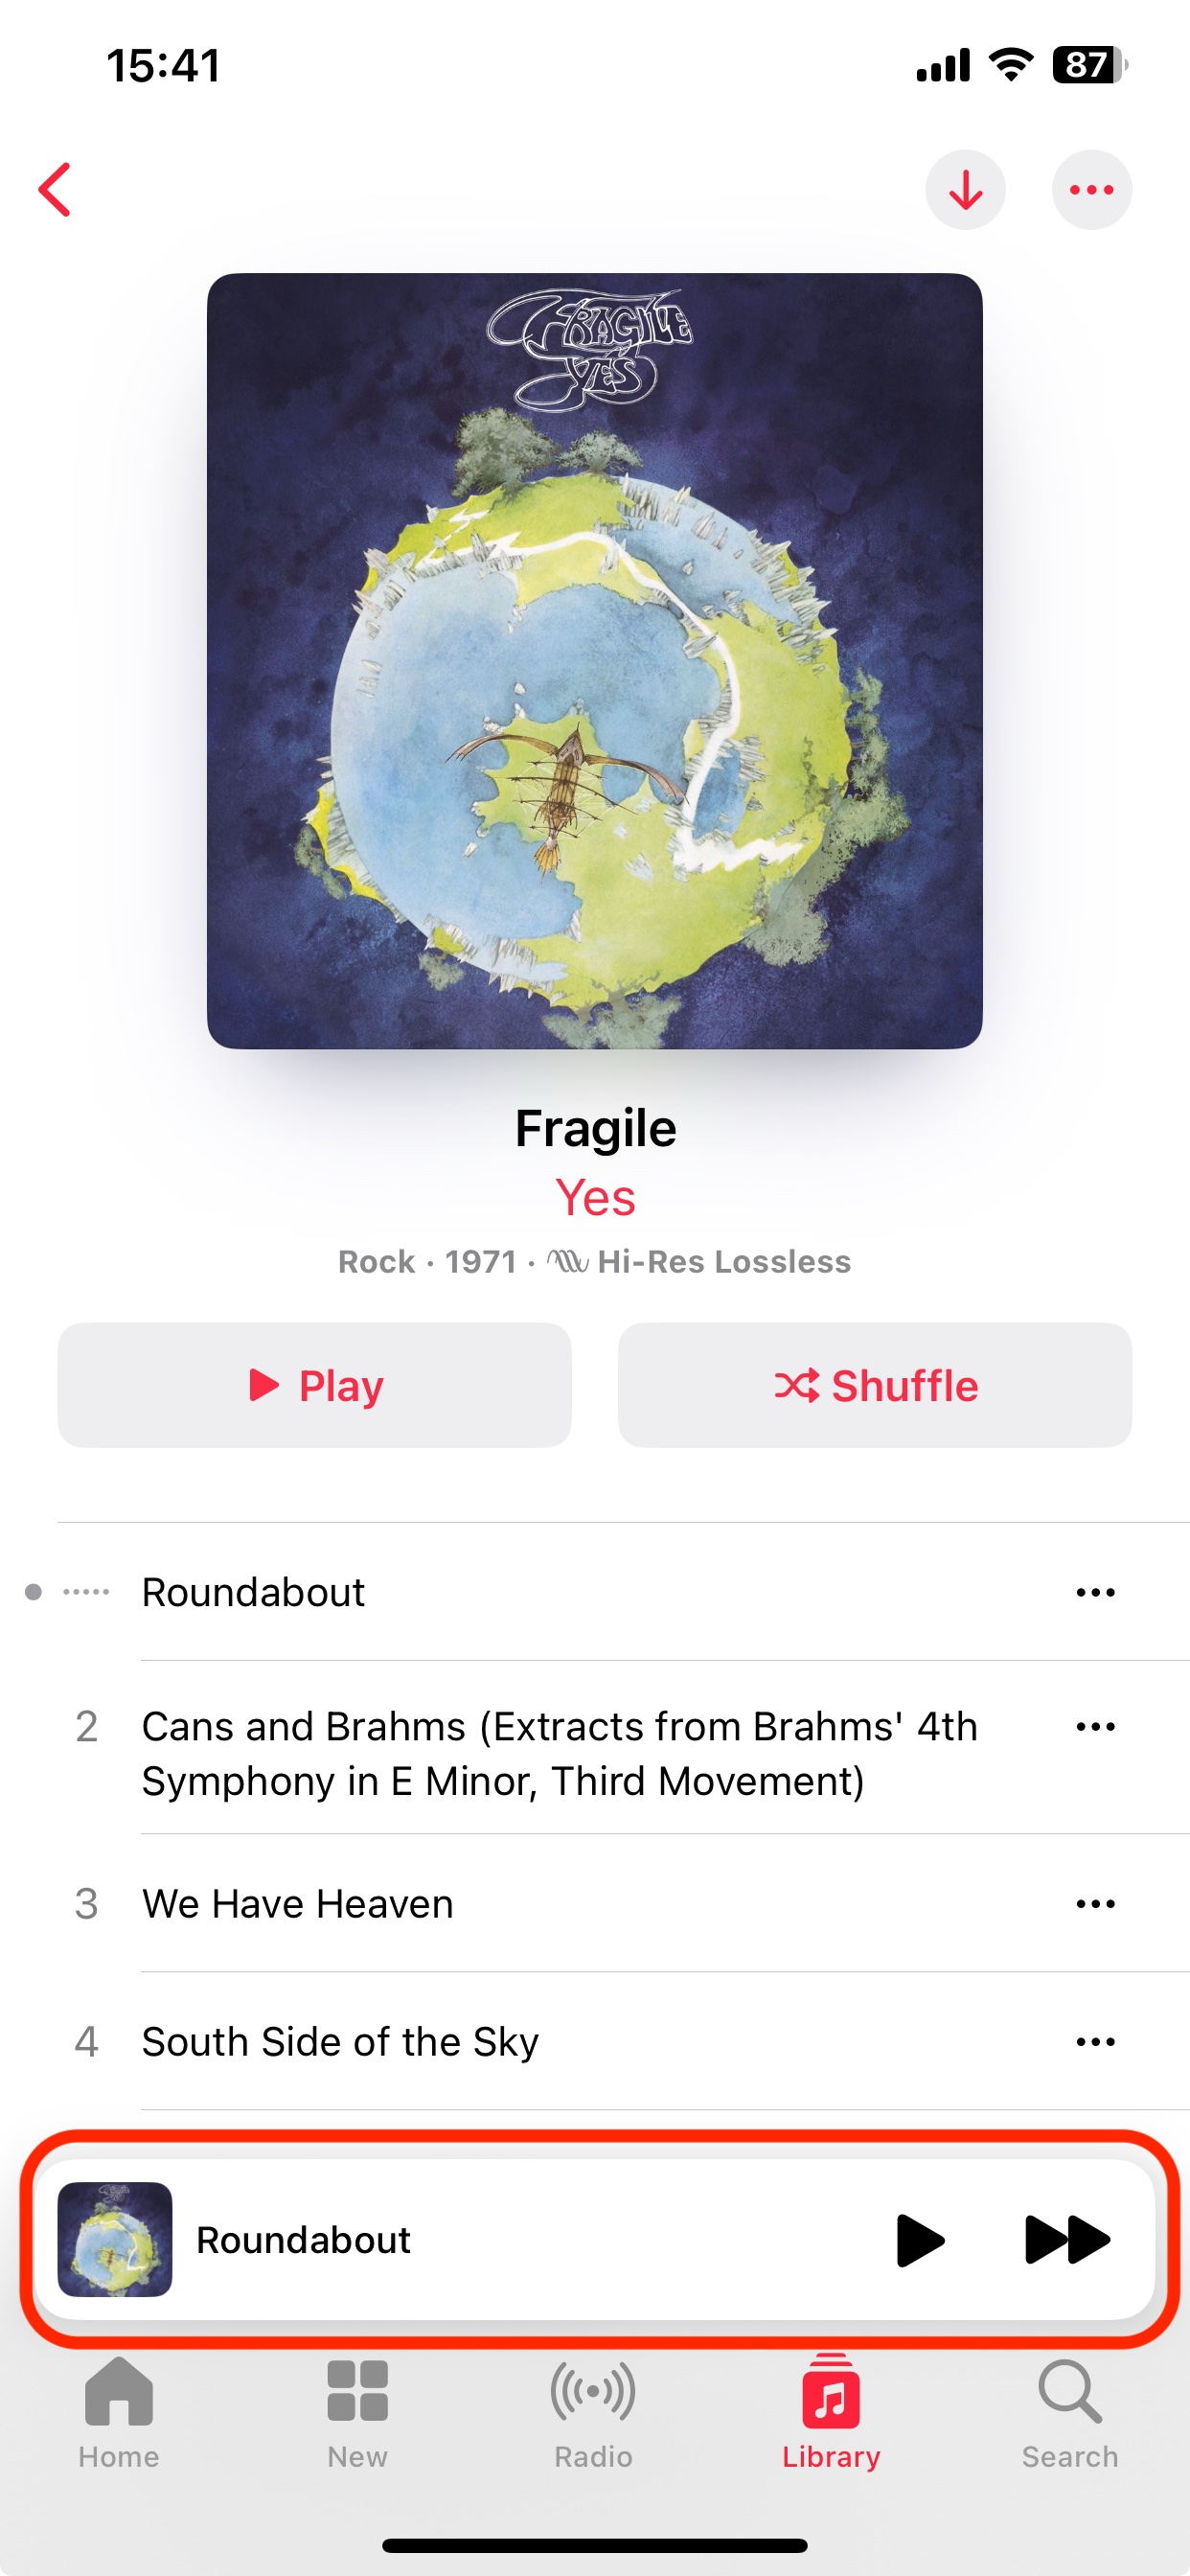 15:41
87
FRAGILE
YES
Fragile
Yes
Rock · 1971 · Hi-Res Lossless
Play
Shuffle
Roundabout
2 Cans and Brahms (Extracts from Brahms' 4th
Symphony in E Minor, Third Movement)
3 We Have Heaven
4 South Side of the Sky
Roundabout
Home New Radio Library Search